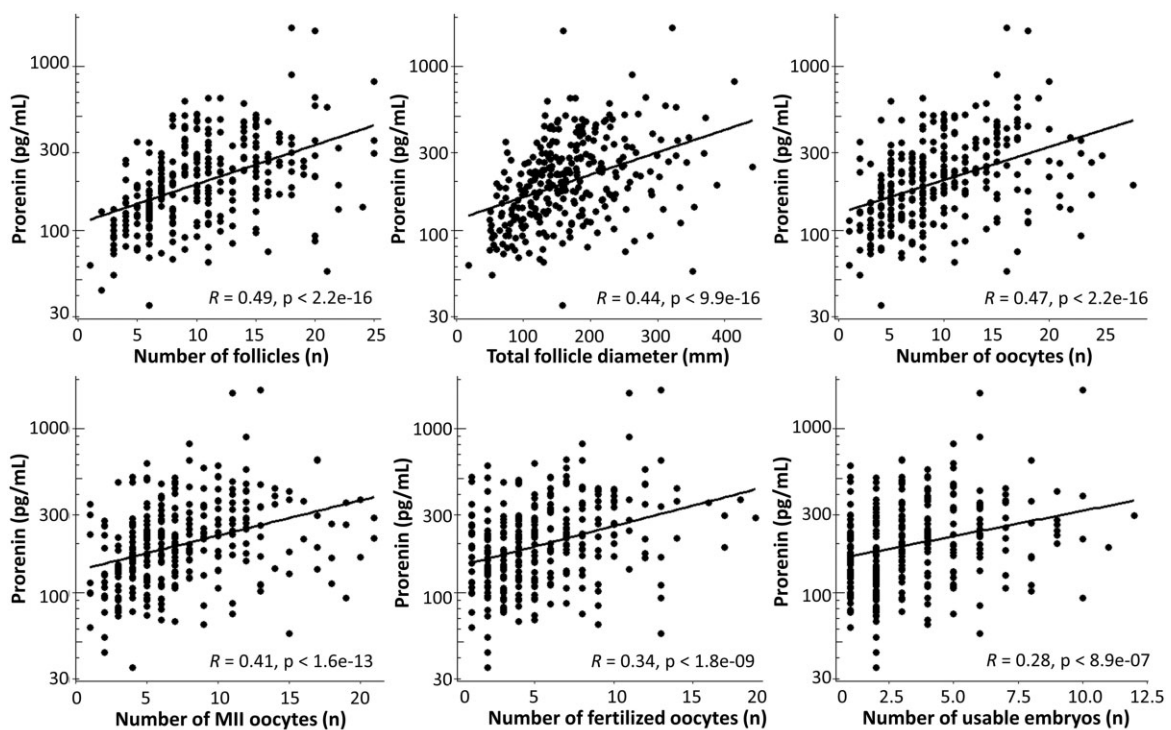 Prorenin (pg/mL)
1000
300
100
30
0 5 10 15 20 25
R = 0.49, p < 2.2e-16
Number of follicles (n)
Prorenin (pg/mL)
1000
300
100
30
0 100 200 300 400
R = 0.44, p < 9.9e-16
Total follicle diameter (mm)
Prorenin (pg/mL)
1000
300
100
30
0 5 10 15 20 25
R = 0.47, p < 2.2e-16
Number of oocytes (n)
Prorenin (pg/mL)
1000
300
100
30
0 5 10 15 20
R = 0.41, p < 1.6e-13
Number of MII oocytes (n)
Prorenin (pg/mL)
1000
300
100
30
0 5 10 15 20
R = 0.34, p < 1.8e-09
Number of fertilized oocytes (n)
Prorenin (pg/mL)
1000
300
100
30
0 2.5 5.0 7.5 10.0 12.5
R = 0.28, p < 8.9e-07
Number of usable embryos (n)